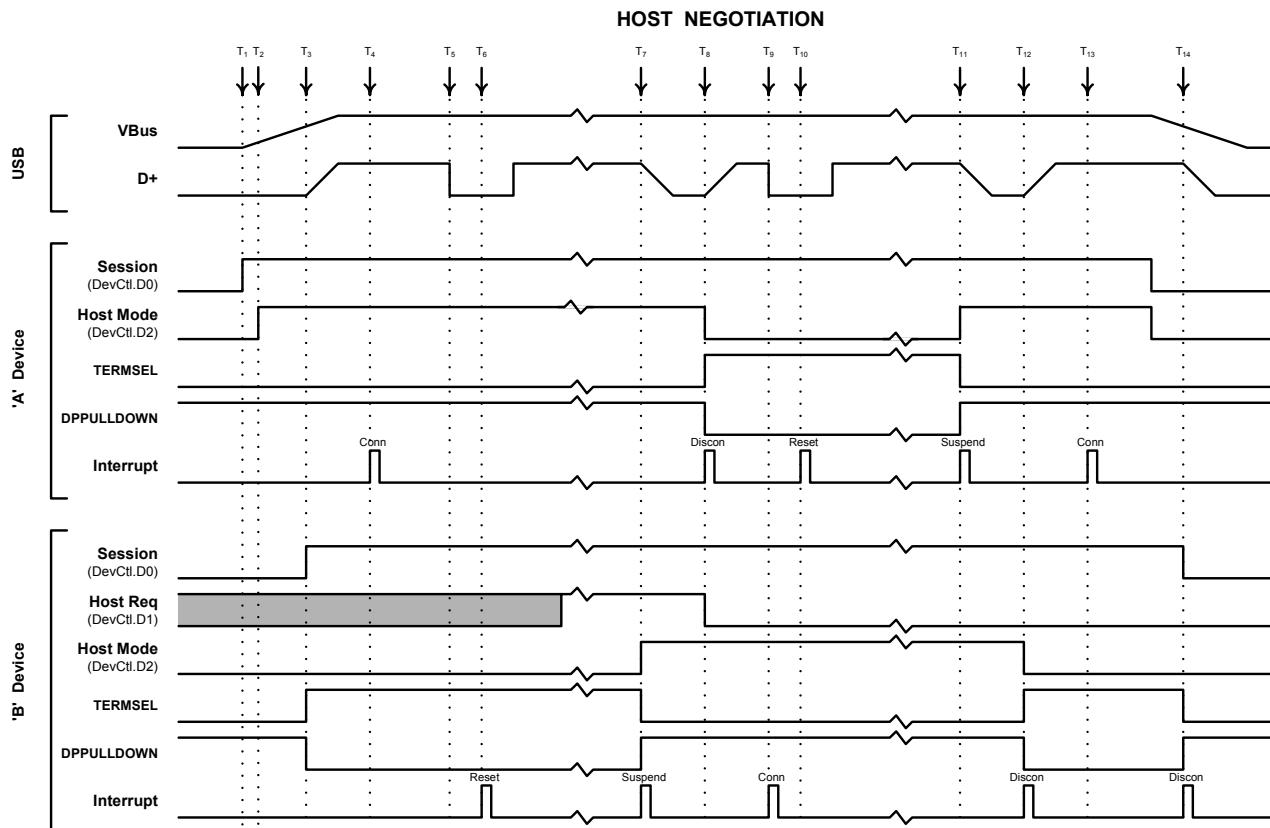 HOST NEGOTIATION
T1 T2 T3 T4 T5 T6 T7 T8 T9 T10 T11 T12 T13 T14
USB
VBus
D+
'A' Device
Session
(DevCtl.D0)
Host Mode
(DevCtl.D2)
TERMSEL
DPPULLDOWN
Conn Discon Reset Suspend Conn
Interrupt
'B' Device
Session
(DevCtl.D0)
Host Req
(DevCtl.D1)
Host Mode
(DevCtl.D2)
TERMSEL
DPPULLDOWN
Reset Suspend Conn Discon Discon
Interrupt